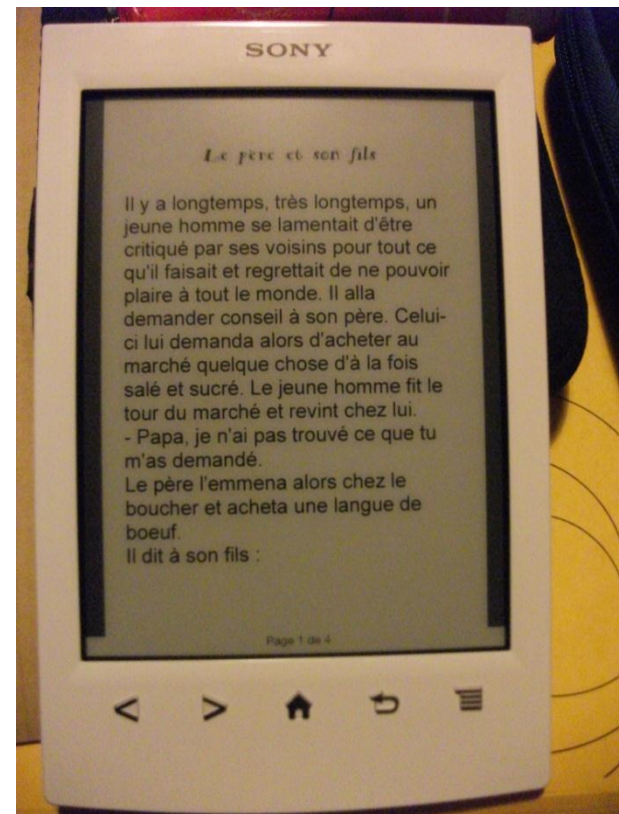 SONY
Le père et son fils
Il y a longtemps, très longtemps, un
jeune homme se lamentait d'être
critiqué par ses voisins pour tout ce
qu'il faisait et regrettait de ne pouvoir
plaire à tout le monde. Il alla
demander conseil à son père. Celui-
ci lui demanda alors d'acheter au
marché quelque chose d'à la fois
salé et sucré. Le jeune homme fit le
tour du marché et revint chez lui.
- Papa, je n'ai pas trouvé ce que tu
m'as demandé.
Le père l'emmena alors chez le
boucher et acheta une langue de
boeuf.
Il dit à son fils :
Page 1 de 4